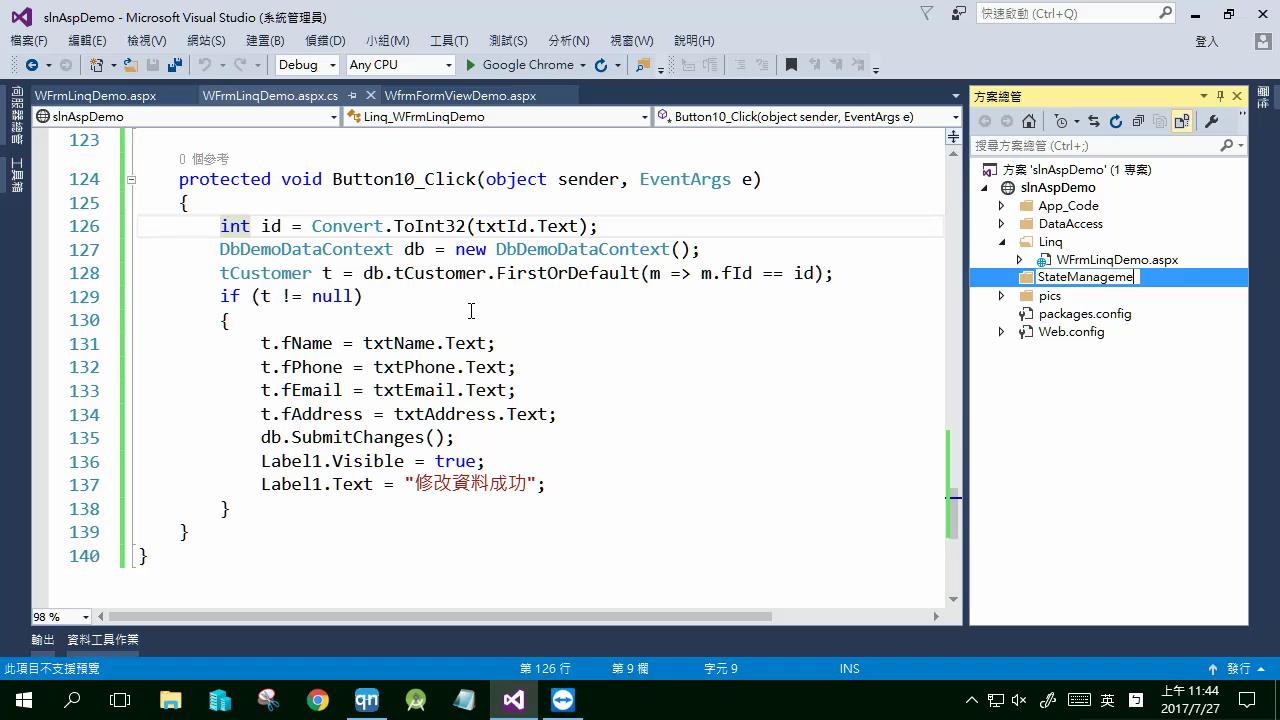 slnAspDemo - Microsoft Visual Studio (系統管理員)
快速啟動 (Ctrl+Q)
檔案(F) 編輯(E) 檢視(V) 網站(S) 建置(B) 偵錯(D) 小組(M) 工具(T) 測試(S) 分析(N) 視窗(W) 說明(H)
登入
Debug Any CPU Google Chrome
伺服器總管
工具箱
WFrmLinqDemo.aspx WFrmLinqDemo.aspx.cs WFrmFormViewDemo.aspx
slnAspDemo Linq_WFrmLinqDemo Button10_Click(object sender, EventArgs e)
123
0 個參考
124 protected void Button10_Click(object sender, EventArgs e)
125 {
126 int id = Convert.ToInt32(txtId.Text);
127 DbDemoDataContext db = new DbDemoDataContext();
128 tCustomer t = db.tCustomer.FirstOrDefault(m => m.fId == id);
129 if (t != null)
130 {
131 t.fName = txtName.Text;
132 t.fPhone = txtPhone.Text;
133 t.fEmail = txtEmail.Text;
134 t.fAddress = txtAddress.Text;
135 db.SubmitChanges();
136 Label1.Visible = true;
137 Label1.Text = "修改資料成功";
138 }
139 }
140 }
98 %
方案總管
搜尋方案總管 (Ctrl+;)
方案 'slnAspDemo' (1 專案)
slnAspDemo
App_Code
DataAccess
Linq
WFrmLinqDemo.aspx
StateManageme
pics
packages.config
Web.config
屬性
輸出 資料工具作業
此項目不支援預覽 第 126 行 第 9 欄 字元 9 INS 發行
qn
英
上午 11:44
2017/7/27